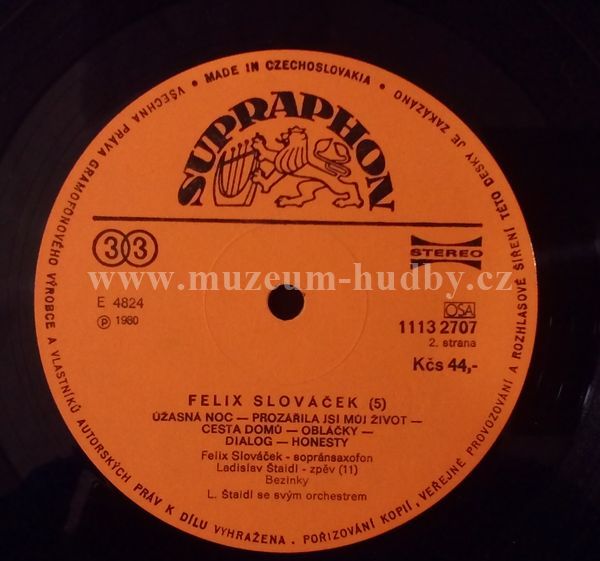 • MADE IN CZECHOSLOVAKIA •
VŠECHNA PRÁVA GRAMOFONOVÉHO VÝROBCE A VLASTNÍKŮ AUTORSKÝCH PRÁV K DÍLU VYHRAŽENA. POŘIZOVÁNÍ KOPIÍ, VEŘEJNÉ PROVOZOVÁNÍ A ROZHLASOVÉ ŠÍŘENÍ TÉTO DESKY JE ZAKÁZÁNO
SUPRAPHON
33
STEREO
www.muzeum-hudby.cz
E 4824
Ⓟ 1980
OSA
1113 2707
2. strana
Kčs 44,-
FELIX SLOVÁČEK (5)
ÚŽASNÁ NOC — PROZÁŘILA JSI MŮJ ŽIVOT —
CESTA DOMŮ — OBLÁČKY —
DIALOG — HONESTY
Felix Slováček - sopránsaxofon
Ladislav Štaidl - zpěv (11)
Bezinky
L. Štaidl se svým orchestrem